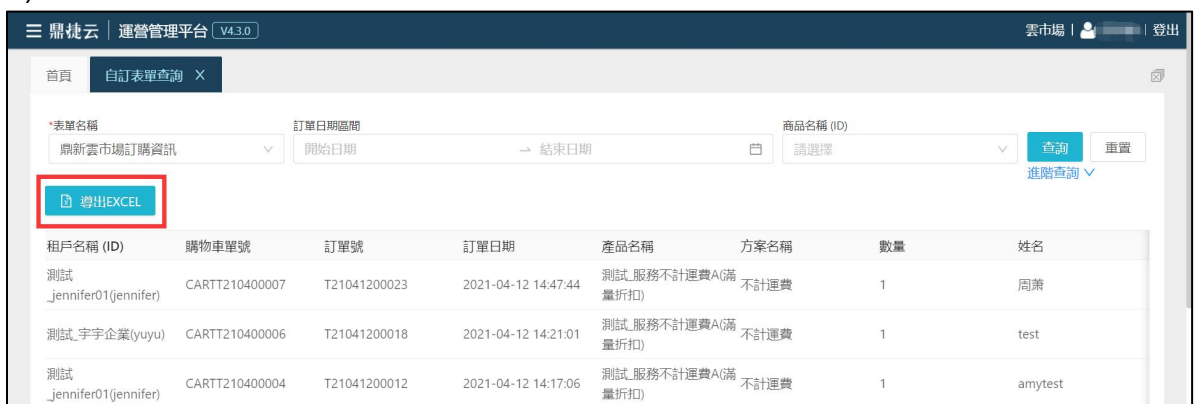 鼎捷云 運營管理平台 V4.3.0 雲市場 登出
首頁 自訂表單查詢 X
*表單名稱 訂單日期區間 商品名稱 (ID)
鼎新雲市場訂購資訊 開始日期 → 結束日期 請選擇 查詢 重置
進階查詢
導出EXCEL
租戶名稱 (ID) 購物車單號 訂單號 訂單日期 產品名稱 方案名稱 數量 姓名
測試 測試_服務不計運費A(滿
_jennifer01(jennifer) CARTT210400007 T21041200023 2021-04-12 14:47:44 量折扣) 不計運費 1 周蕭
測試_服務不計運費A(滿
測試_宇宇企業(yuyu) CARTT210400006 T21041200018 2021-04-12 14:21:01 量折扣) 不計運費 1 test
測試 測試_服務不計運費A(滿
_jennifer01(jennifer) CARTT210400004 T21041200012 2021-04-12 14:17:06 量折扣) 不計運費 1 amytest